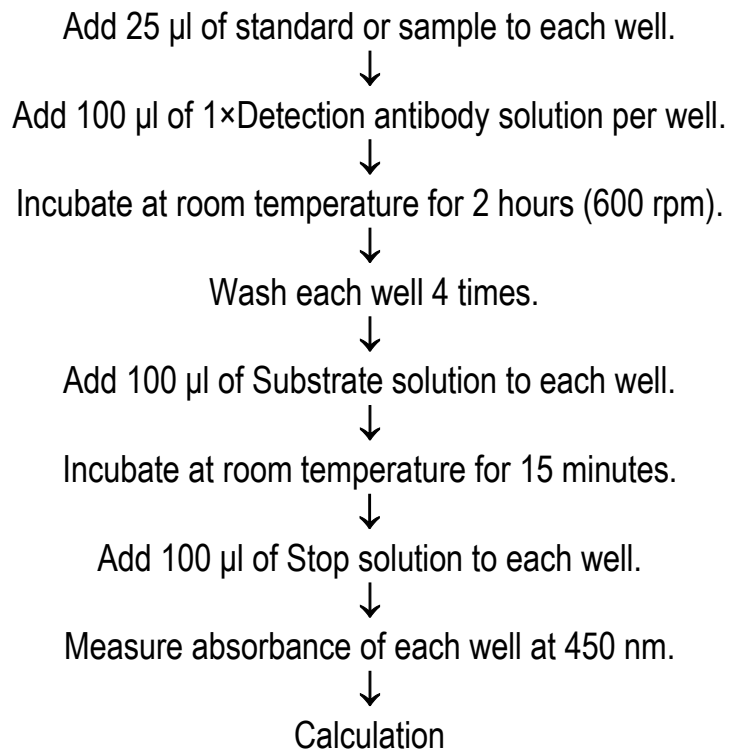 Add 25 µl of standard or sample to each well.
↓
Add 100 µl of 1×Detection antibody solution per well.
↓
Incubate at room temperature for 2 hours (600 rpm).
↓
Wash each well 4 times.
↓
Add 100 µl of Substrate solution to each well.
↓
Incubate at room temperature for 15 minutes.
↓
Add 100 µl of Stop solution to each well.
↓
Measure absorbance of each well at 450 nm.
↓
Calculation